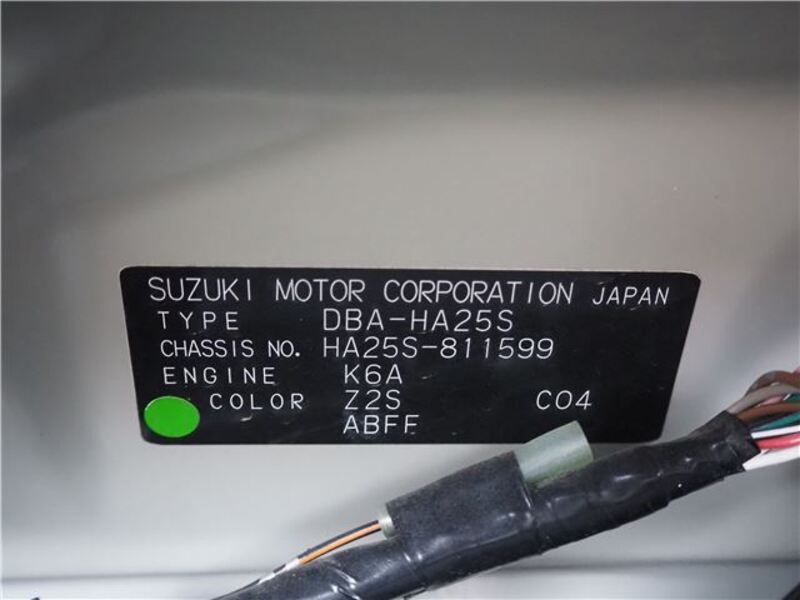 SUZUKI MOTOR CORPORATION JAPAN
TYPE DBA-HA25S
CHASSIS NO. HA25S-811599
ENGINE K6A
COLOR Z2S C04
ABFF